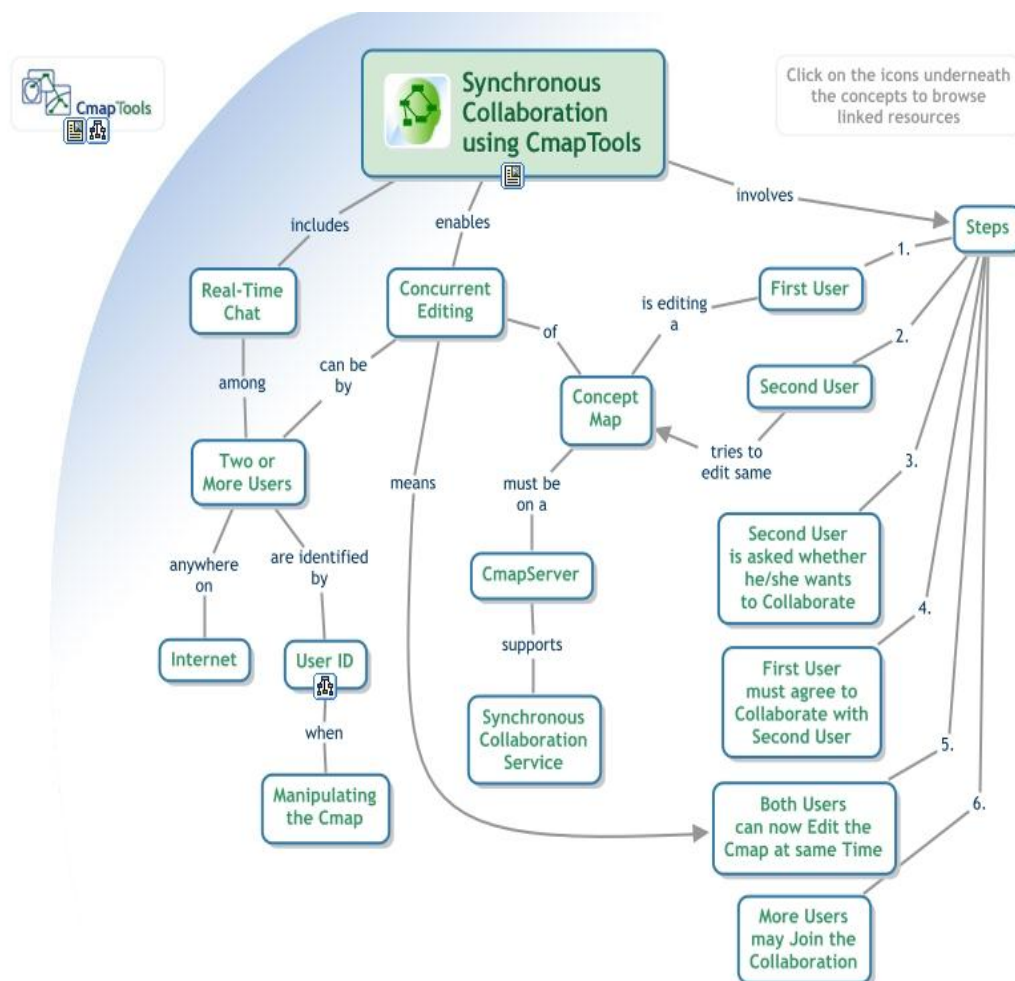 CmapTools
Synchronous
Collaboration
using CmapTools
Click on the icons underneath
the concepts to browse
linked resources
includes
enables
involves
Steps
Real-Time
Chat
Concurrent
Editing
1.
First User
is editing
a
of
2.
Second User
among
can be
by
Concept
Map
tries to
edit same
Two or
More Users
means
must be
on a
3.
Second User
is asked whether
he/she wants
to Collaborate
anywhere
on
are identified
by
CmapServer
4.
Internet
User ID
supports
First User
must agree to
Collaborate with
Second User
when
Synchronous
Collaboration
Service
5.
Manipulating
the Cmap
Both Users
can now Edit the
Cmap at same Time
6.
More Users
may Join the
Collaboration